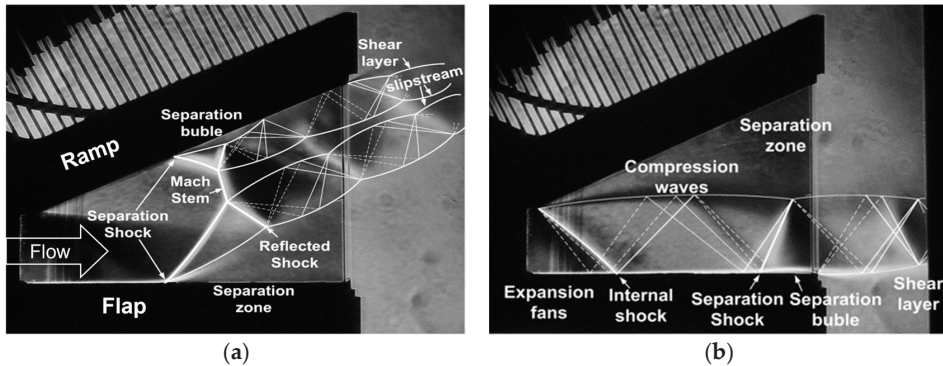 Shear
layer
slipstream
Separation
buble
Ramp
Mach
Stem
Separation
Shock
Flow
Reflected
Shock
Separation
zone
Flap
(a)
Separation
zone
Compression
waves
Expansion
fans
Internal
shock
Separation
Shock
Separation
buble
Shear
layer
(b)